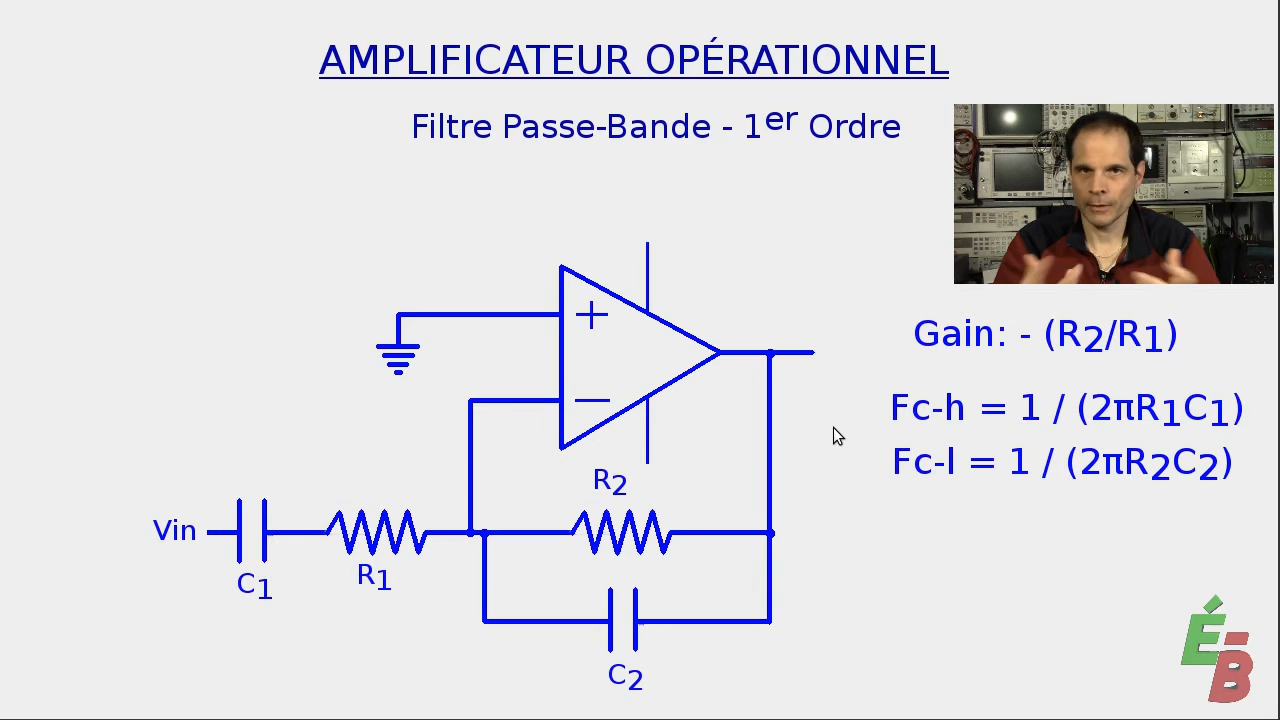 AMPLIFICATEUR OPÉRATIONNEL
Filtre Passe-Bande - 1er Ordre
Gain: - (R2/R1)
Fc-h = 1 / (2πR1C1)
Fc-l = 1 / (2πR2C2)
+
—
R2
Vin
C1
R1
C2
É-B